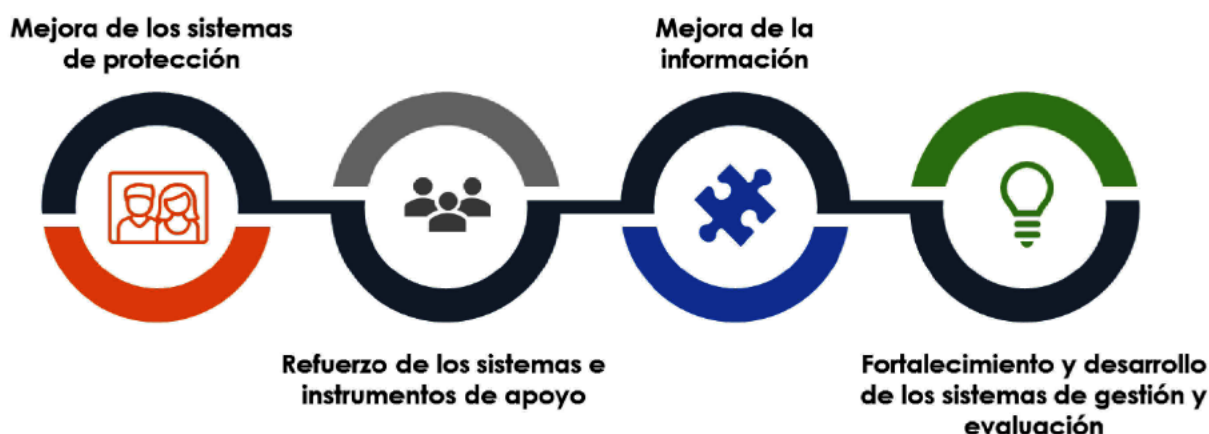 Mejora de los sistemas
de protección
Mejora de la
información
Refuerzo de los sistemas e
instrumentos de apoyo
Fortalecimiento y desarrollo
de los sistemas de gestión y
evaluación